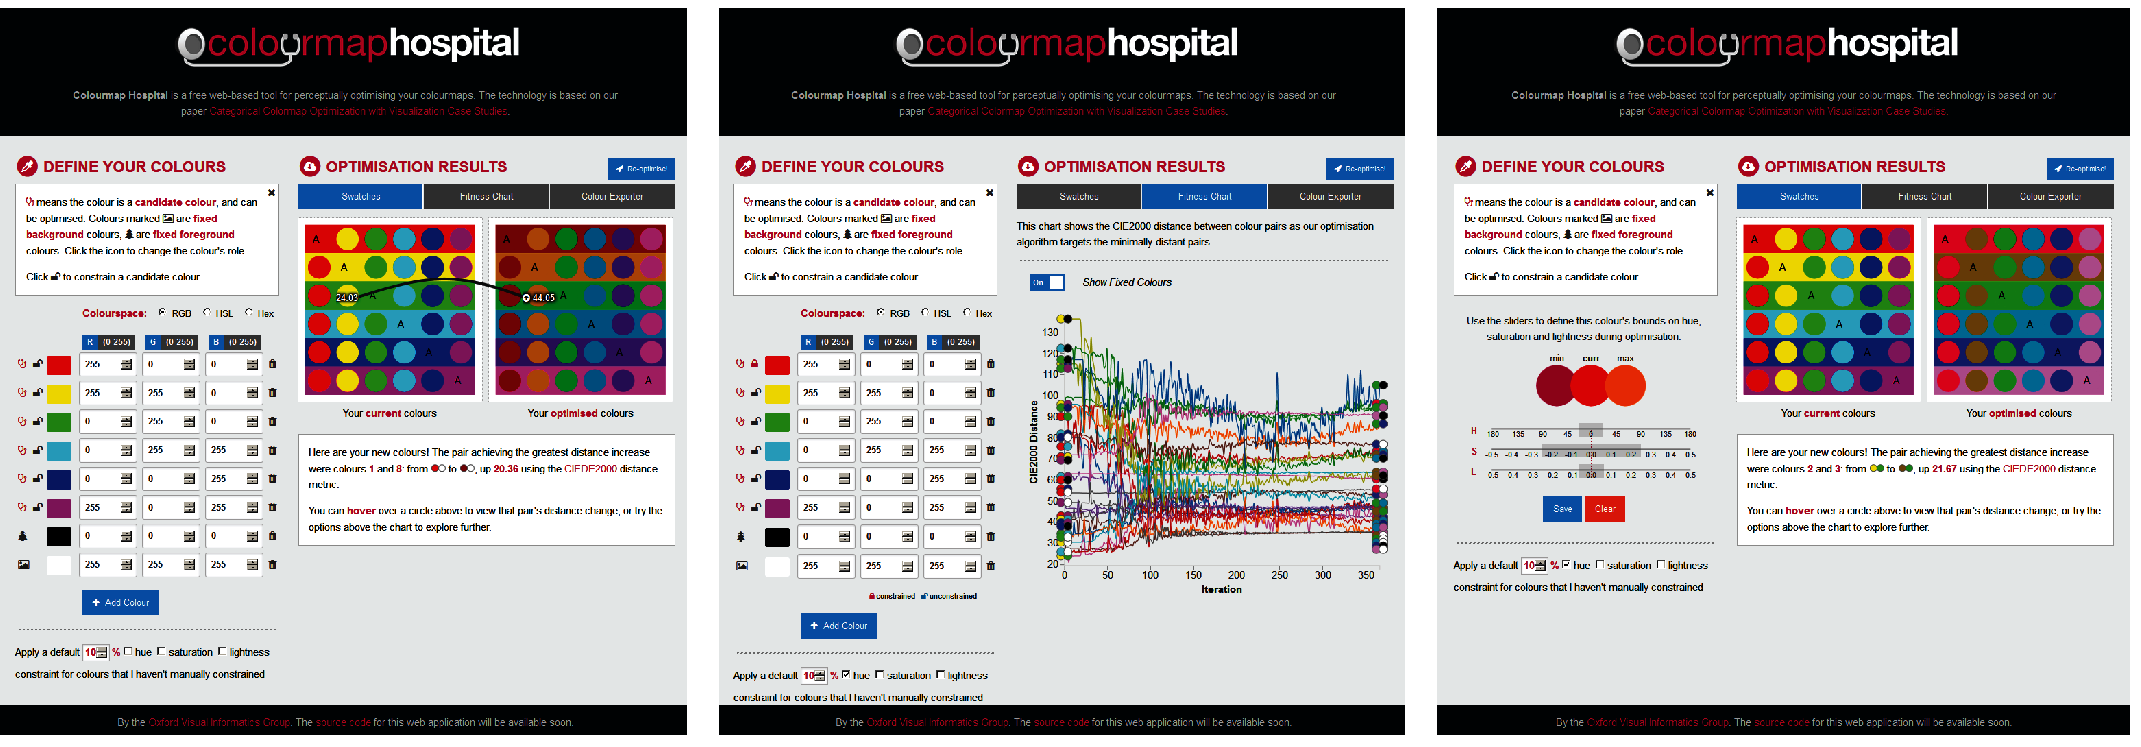 colourmaphospital
Colourmap Hospital is a free web-based tool for perceptually optimising your colourmaps. The technology is based on our
paper Categorical Colormap Optimization with Visualization Case Studies.
DEFINE YOUR COLOURS
means the colour is a candidate colour, and can
be optimised. Colours marked are fixed
background colours, are fixed foreground
colours. Click the icon to change the colour's role
Click to constrain a candidate colour
Colourspace: RGB HSL Hex
R (0 255) G (0 255) B (0 255)
255 0 0
255 255 0
0 255 0
0 255 255
0 0 255
255 0 255
0 0 0
255 255 255
+ Add Colour
Apply a default 10 % hue saturation lightness
constraint for colours that I haven't manually constrained
OPTIMISATION RESULTS
Re-optimise!
Swatches Fitness Chart Colour Exporter
A A
A A
24.03 A 44.05 A
A A
A A
A A
Your current colours Your optimised colours
Here are your new colours! The pair achieving the greatest distance increase
were colours 1 and 8: from to , up 20.36 using the CIEDE2000 distance
metric.
You can hover over a circle above to view that pair's distance change, or try the
options above the chart to explore further.
By the Oxford Visual Informatics Group. The source code for this web application will be available soon.
colourmaphospital
Colourmap Hospital is a free web-based tool for perceptually optimising your colourmaps. The technology is based on our
paper Categorical Colormap Optimization with Visualization Case Studies.
DEFINE YOUR COLOURS
means the colour is a candidate colour, and can
be optimised. Colours marked are fixed
background colours, are fixed foreground
colours. Click the icon to change the colour's role
Click to constrain a candidate colour
Colourspace: RGB HSL Hex
R (0 255) G (0 255) B (0 255)
255 0 0
255 255 0
0 255 0
0 255 255
0 0 255
255 0 255
0 0 0
255 255 255
constrained unconstrained
+ Add Colour
Apply a default 10 % hue saturation lightness
constraint for colours that I haven't manually constrained
OPTIMISATION RESULTS
Re-optimise!
Swatches Fitness Chart Colour Exporter
This chart shows the CIE2000 distance between colour pairs as our optimisation
algorithm targets the minimally distant pairs
On Show Fixed Colours
CIE2000 Distance
130
120
110
100
90
80
70
60
50
40
30
20
0 50 100 150 200 250 300 350
Iteration
By the Oxford Visual Informatics Group. The source code for this web application will be available soon.
colourmaphospital
Colourmap Hospital is a free web-based tool for perceptually optimising your colourmaps. The technology is based on our
paper Categorical Colormap Optimization with Visualization Case Studies.
DEFINE YOUR COLOURS
means the colour is a candidate colour, and can
be optimised. Colours marked are fixed
background colours, are fixed foreground
colours. Click the icon to change the colour's role
Click to constrain a candidate colour
Use the sliders to define this colour's bounds on hue,
saturation and lightness during optimisation.
min curr max
H 180 135 90 45 0 45 90 135 180
S -0.5 -0.4 -0.3 -0.2 -0.1 0.0 0.1 0.2 0.3 0.4 0.5
L 0.5 0.4 0.3 0.2 0.1 0.0 0.1 0.2 0.3 0.4 0.5
Save Clear
Apply a default 10 % hue saturation lightness
constraint for colours that I haven't manually constrained
OPTIMISATION RESULTS
Re-optimise!
Swatches Fitness Chart Colour Exporter
A A
A A
A A
A A
A A
A A
Your current colours Your optimised colours
Here are your new colours! The pair achieving the greatest distance increase
were colours 2 and 3: from to , up 21.67 using the CIEDE2000 distance
metric.
You can hover over a circle above to view that pair's distance change, or try the
options above the chart to explore further.
By the Oxford Visual Informatics Group. The source code for this web application will be available soon.